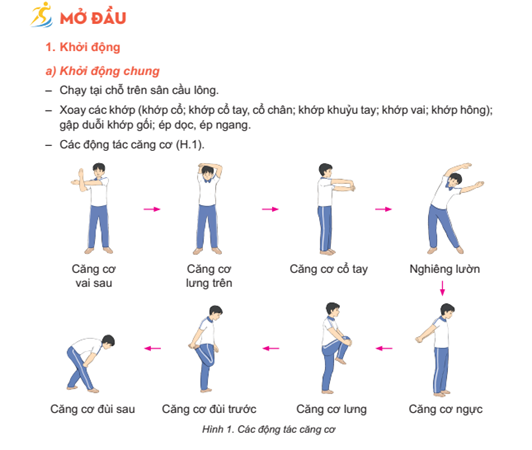 MỞ ĐẦU
1. Khởi động
a) Khởi động chung
– Chạy tại chỗ trên sân cầu lông.
– Xoay các khớp (khớp cổ; khớp cổ tay, cổ chân; khớp khuỷu tay; khớp vai; khớp hông);
gập duỗi khớp gối; ép dọc, ép ngang.
– Các động tác căng cơ (H.1).
Căng cơ
vai sau
Căng cơ
lưng trên
Căng cơ cổ tay
Nghiêng lườn
Căng cơ đùi sau
Căng cơ đùi trước
Căng cơ lưng
Căng cơ ngực
Hình 1. Các động tác căng cơ